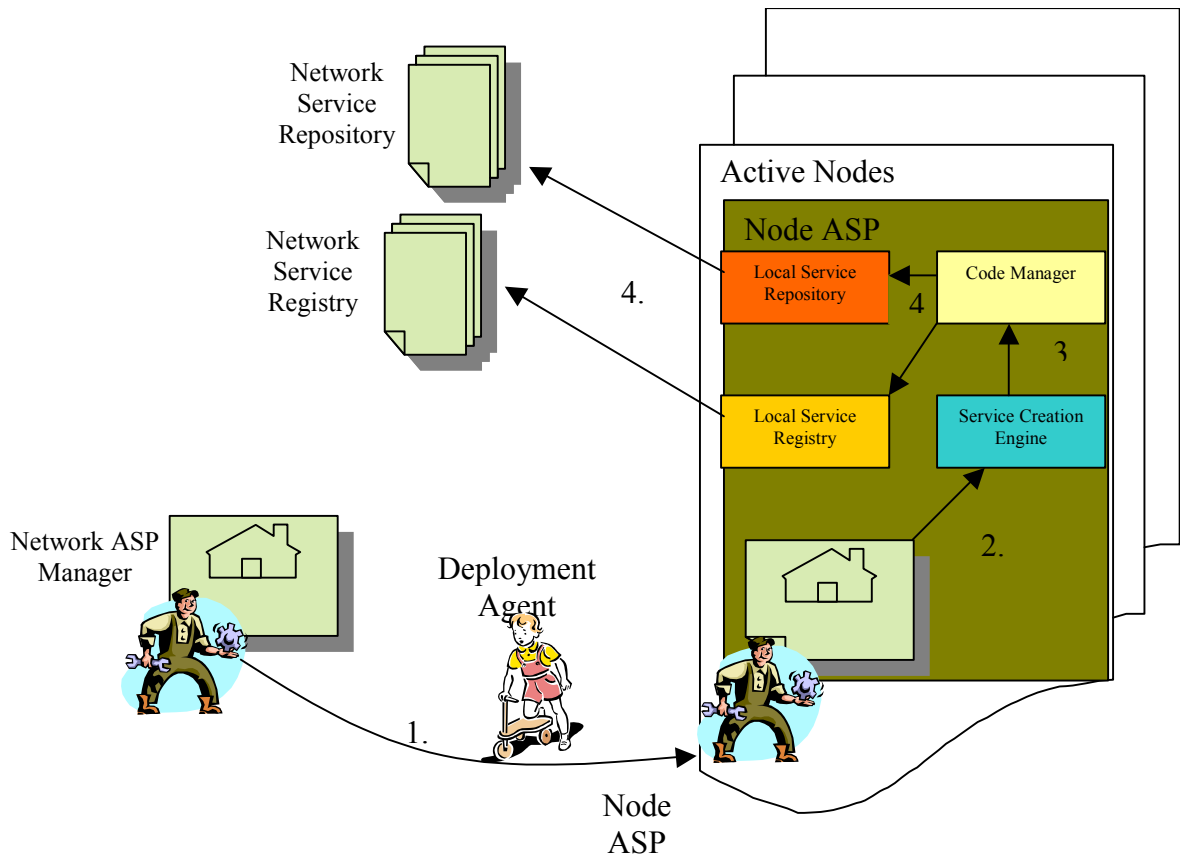 Network
Service
Repository
Network
Service
Registry
4.
Active Nodes
Node ASP
Local Service
Repository
Code Manager
4
3
Local Service
Registry
Service Creation
Engine
2.
Network ASP
Manager
Deployment
Agent
1.
Node
ASP